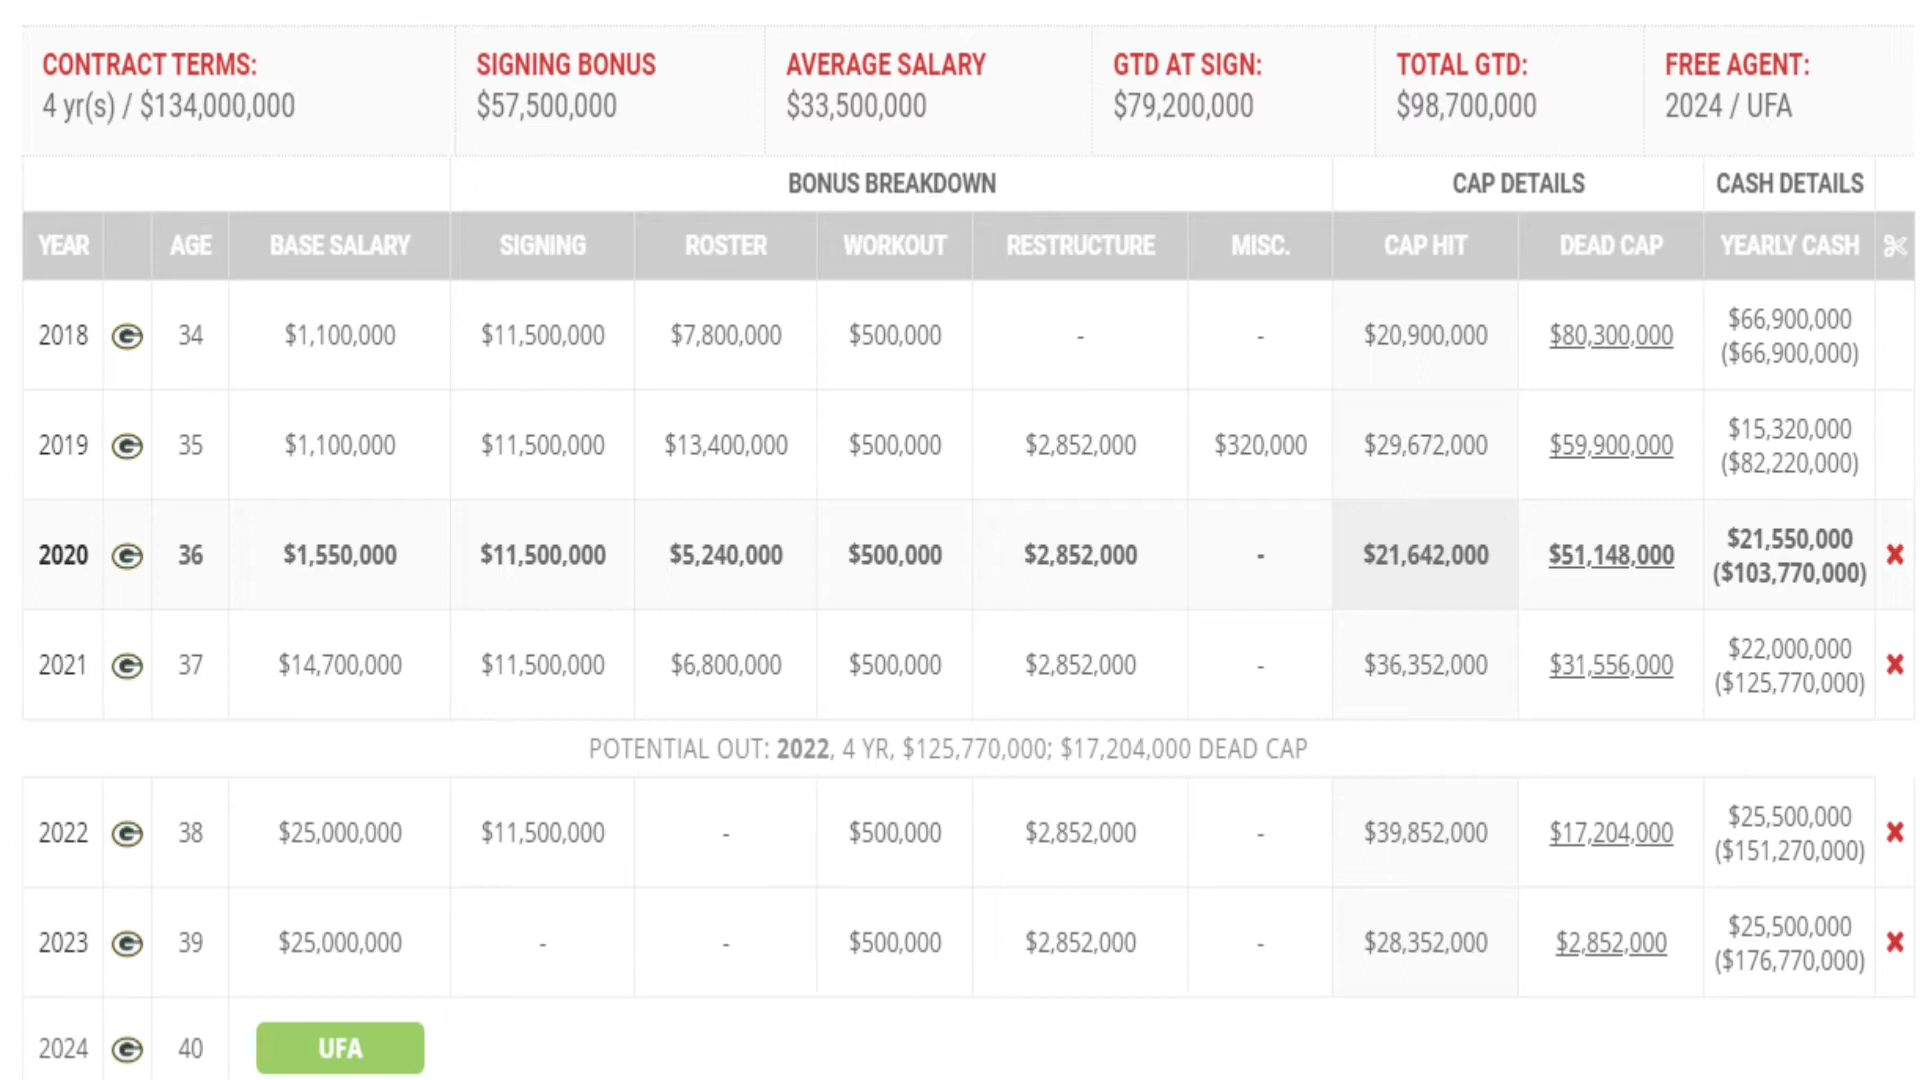 CONTRACT TERMS: SIGNING BONUS AVERAGE SALARY GTD AT SIGN: TOTAL GTD: FREE AGENT:
4 yr(s) / $134,000,000 $57,500,000 $33,500,000 $79,200,000 $98,700,000 2024 / UFA
BONUS BREAKDOWN CAP DETAILS CASH DETAILS
YEAR AGE BASE SALARY SIGNING ROSTER WORKOUT RESTRUCTURE MISC. CAP HIT DEAD CAP YEARLY CASH
2018 G 34 $1,100,000 $11,500,000 $7,800,000 $500,000 - - $20,900,000 $80,300,000 $66,900,000
($66,900,000)
2019 G 35 $1,100,000 $11,500,000 $13,400,000 $500,000 $2,852,000 $320,000 $29,672,000 $59,900,000 $15,320,000
($82,220,000)
2020 G 36 $1,550,000 $11,500,000 $5,240,000 $500,000 $2,852,000 - $21,642,000 $51,148,000 $21,550,000
($103,770,000)
2021 G 37 $14,700,000 $11,500,000 $6,800,000 $500,000 $2,852,000 - $36,352,000 $31,556,000 $22,000,000
($125,770,000)
POTENTIAL OUT: 2022, 4 YR, $125,770,000; $17,204,000 DEAD CAP
2022 G 38 $25,000,000 $11,500,000 - $500,000 $2,852,000 - $39,852,000 $17,204,000 $25,500,000
($151,270,000)
2023 G 39 $25,000,000 - - $500,000 $2,852,000 - $28,352,000 $2,852,000 $25,500,000
($176,770,000)
2024 G 40 UFA